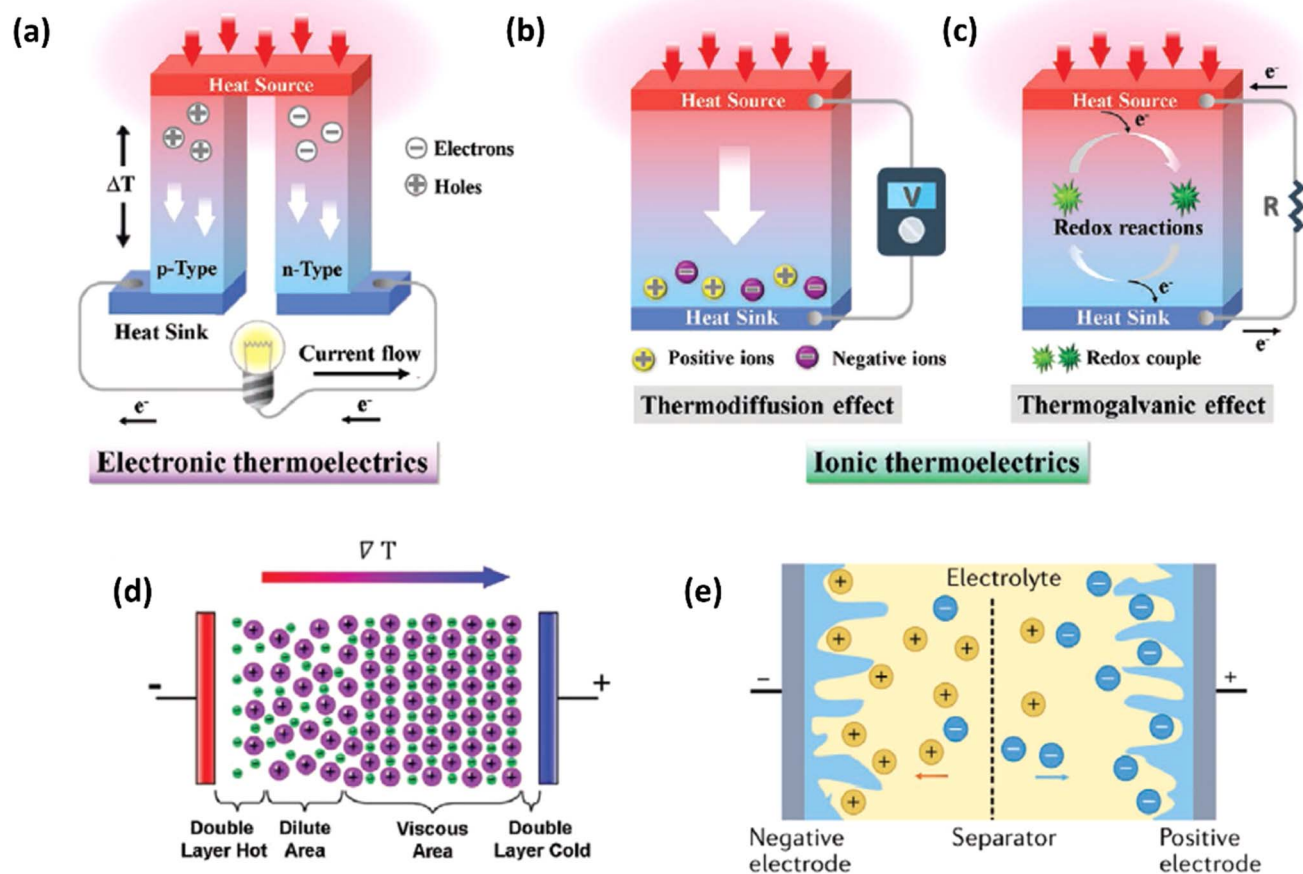 (a)
Heat Source
ΔT
⊖ Electrons
⊕ Holes
p-Type
n-Type
Heat Sink
Current flow
e-
e-
Electronic thermoelectrics
(b)
Heat Source
V
Heat Sink
Positive ions
Negative ions
Thermodiffusion effect
(c)
e-
Heat Source
e-
Redox reactions
R
e-
Heat Sink
e-
Redox couple
Thermogalvanic effect
Ionic thermoelectrics
(d)
∇ T
-
+
Double
Layer Hot
Dilute
Area
Viscous
Area
Double
Layer Cold
(e)
Electrolyte
−
+
Negative
electrode
Separator
Positive
electrode